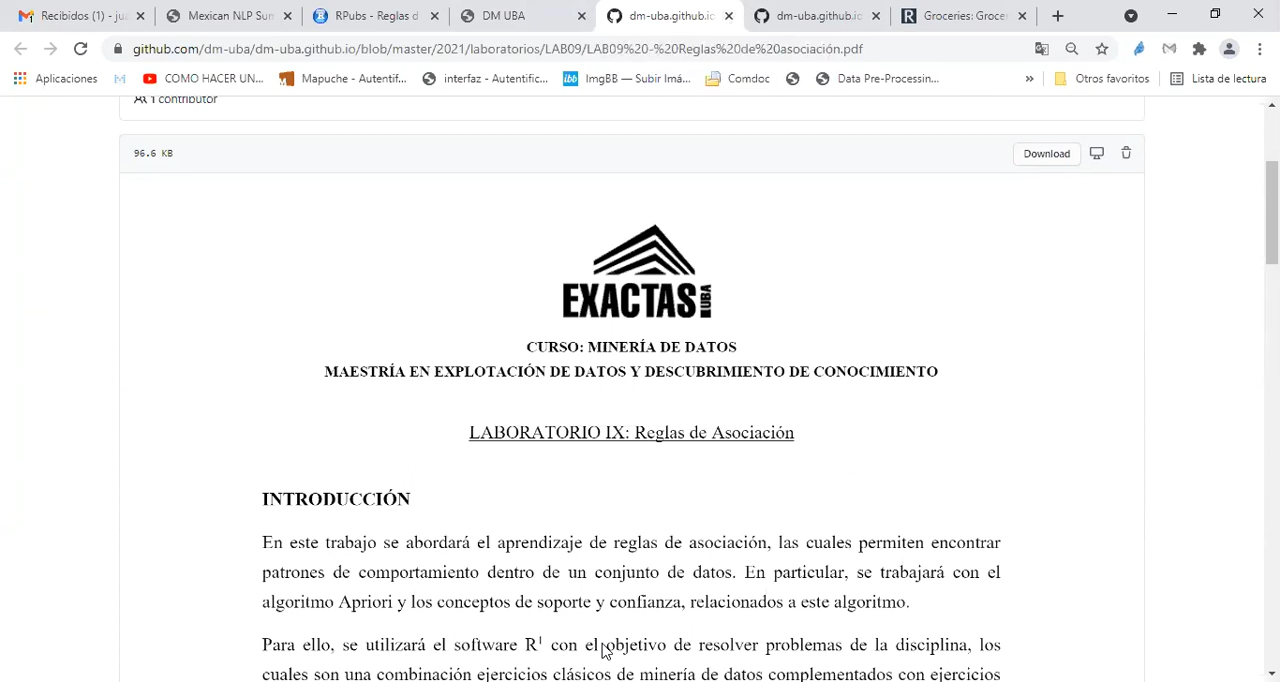 Recibidos (1) - jua
Mexican NLP Sum
RPubs - Reglas d
DM UBA
dm-uba.github.io
dm-uba.github.io
Groceries: Groce
github.com/dm-uba/dm-uba.github.io/blob/master/2021/laboratorios/LAB09/LAB09%20-%20Reglas%20de%20asociación.pdf
Aplicaciones
COMO HACER UN...
Mapuche - Autentif...
interfaz - Autentific...
ibb
ImgBB — Subir Imá...
Comdoc
Data Pre-Processin...
»
Otros favoritos
Lista de lectura
1 contributor
96.6 KB
Download
EXACTAS UBA
CURSO: MINERÍA DE DATOS
MAESTRÍA EN EXPLOTACIÓN DE DATOS Y DESCUBRIMIENTO DE CONOCIMIENTO
LABORATORIO IX: Reglas de Asociación
INTRODUCCIÓN
En este trabajo se abordará el aprendizaje de reglas de asociación, las cuales permiten encontrar
patrones de comportamiento dentro de un conjunto de datos. En particular, se trabajará con el
algoritmo Apriori y los conceptos de soporte y confianza, relacionados a este algoritmo.
Para ello, se utilizará el software R¹ con el objetivo de resolver problemas de la disciplina, los
cuales son una combinación ejercicios clásicos de minería de datos complementados con ejercicios